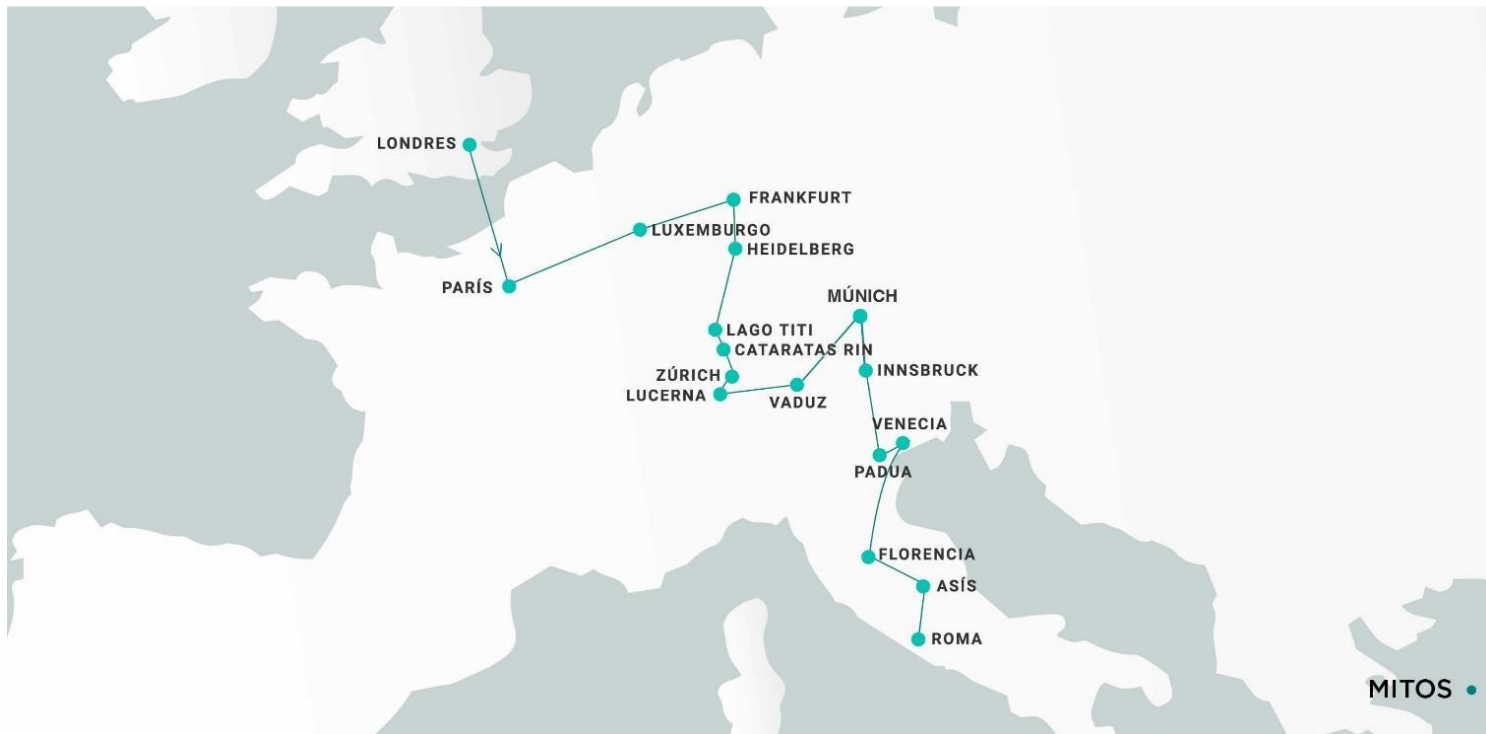 LONDRES
FRANKFURT
LUXEMBURGO
HEIDELBERG
PARÍS
MÚNICH
LAGO TITI
CATARATAS RIN
INNSBRUCK
ZÚRICH
LUCERNA
VADUZ
VENECIA
PADUA
FLORENCIA
ASÍS
ROMA
MITOS